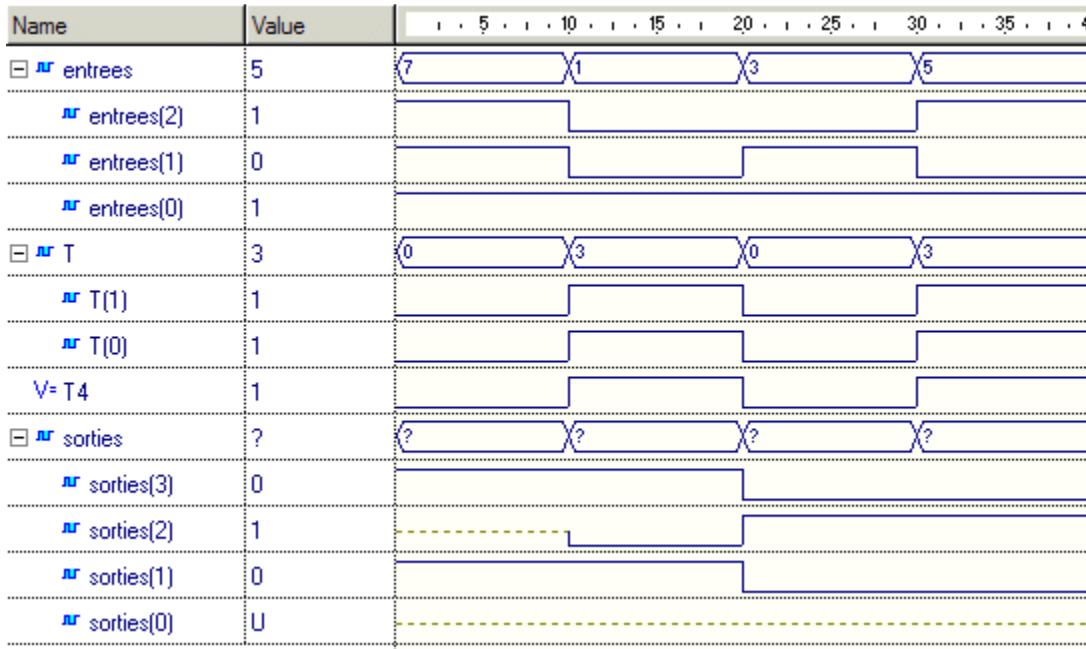 Name Value 5 10 15 20 25 30 35 4
entrees 5 7 1 3 5
entrees(2) 1
entrees(1) 0
entrees(0) 1
T 3 0 3 0 3
T(1) 1
T(0) 1
V= T4 1
sorties ? ? ? ? ?
sorties(3) 0
sorties(2) 1
sorties(1) 0
sorties(0) U